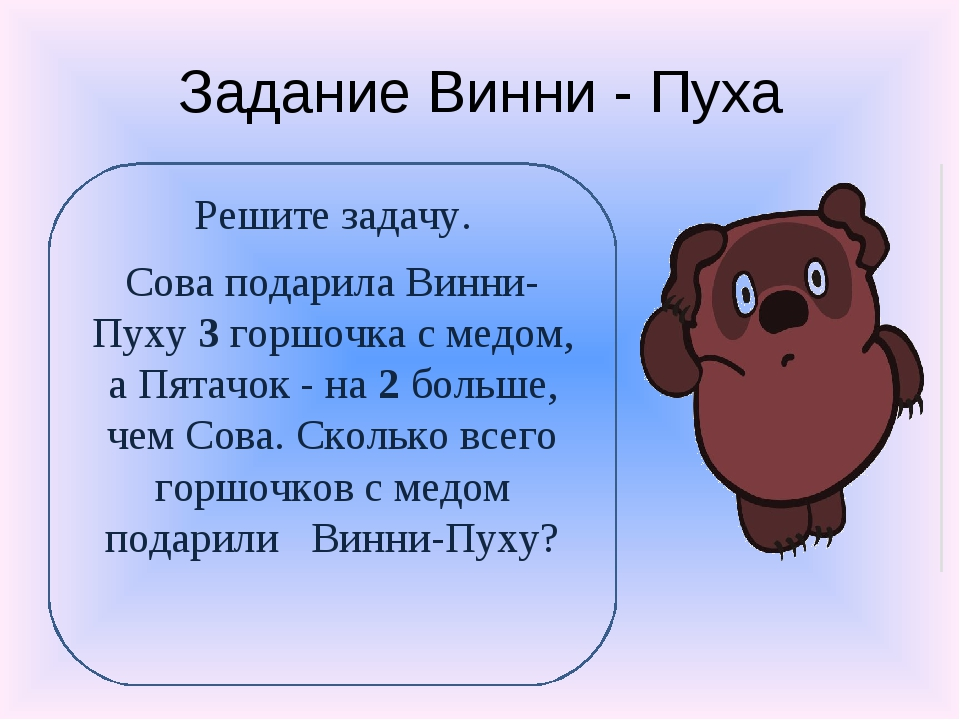 Задание Винни - Пуха
Решите задачу.
Сова подарила Винни-
Пуху 3 горшочка с медом,
а Пятачок - на 2 больше,
чем Сова. Сколько всего
горшочков с медом
подарили   Винни-Пуху?